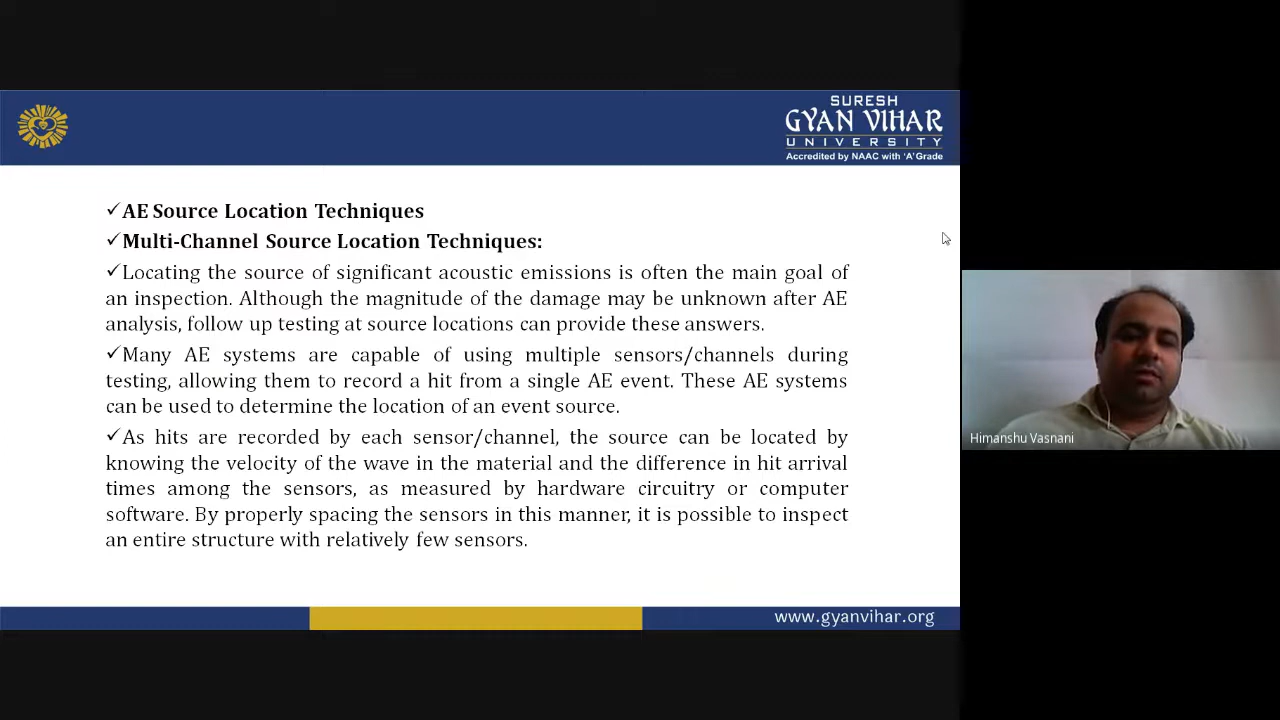 SURESH
GYAN VIHAR
UNIVERSITY
Accredited by NAAC with 'A' Grade
✓AE Source Location Techniques
✓Multi-Channel Source Location Techniques:
✓Locating the source of significant acoustic emissions is often the main goal of
an inspection. Although the magnitude of the damage may be unknown after AE
analysis, follow up testing at source locations can provide these answers.
✓Many AE systems are capable of using multiple sensors/channels during
testing, allowing them to record a hit from a single AE event. These AE systems
can be used to determine the location of an event source.
✓As hits are recorded by each sensor/channel, the source can be located by
knowing the velocity of the wave in the material and the difference in hit arrival
times among the sensors, as measured by hardware circuitry or computer
software. By properly spacing the sensors in this manner, it is possible to inspect
an entire structure with relatively few sensors.
www.gyanvihar.org
Himanshu Vasnani